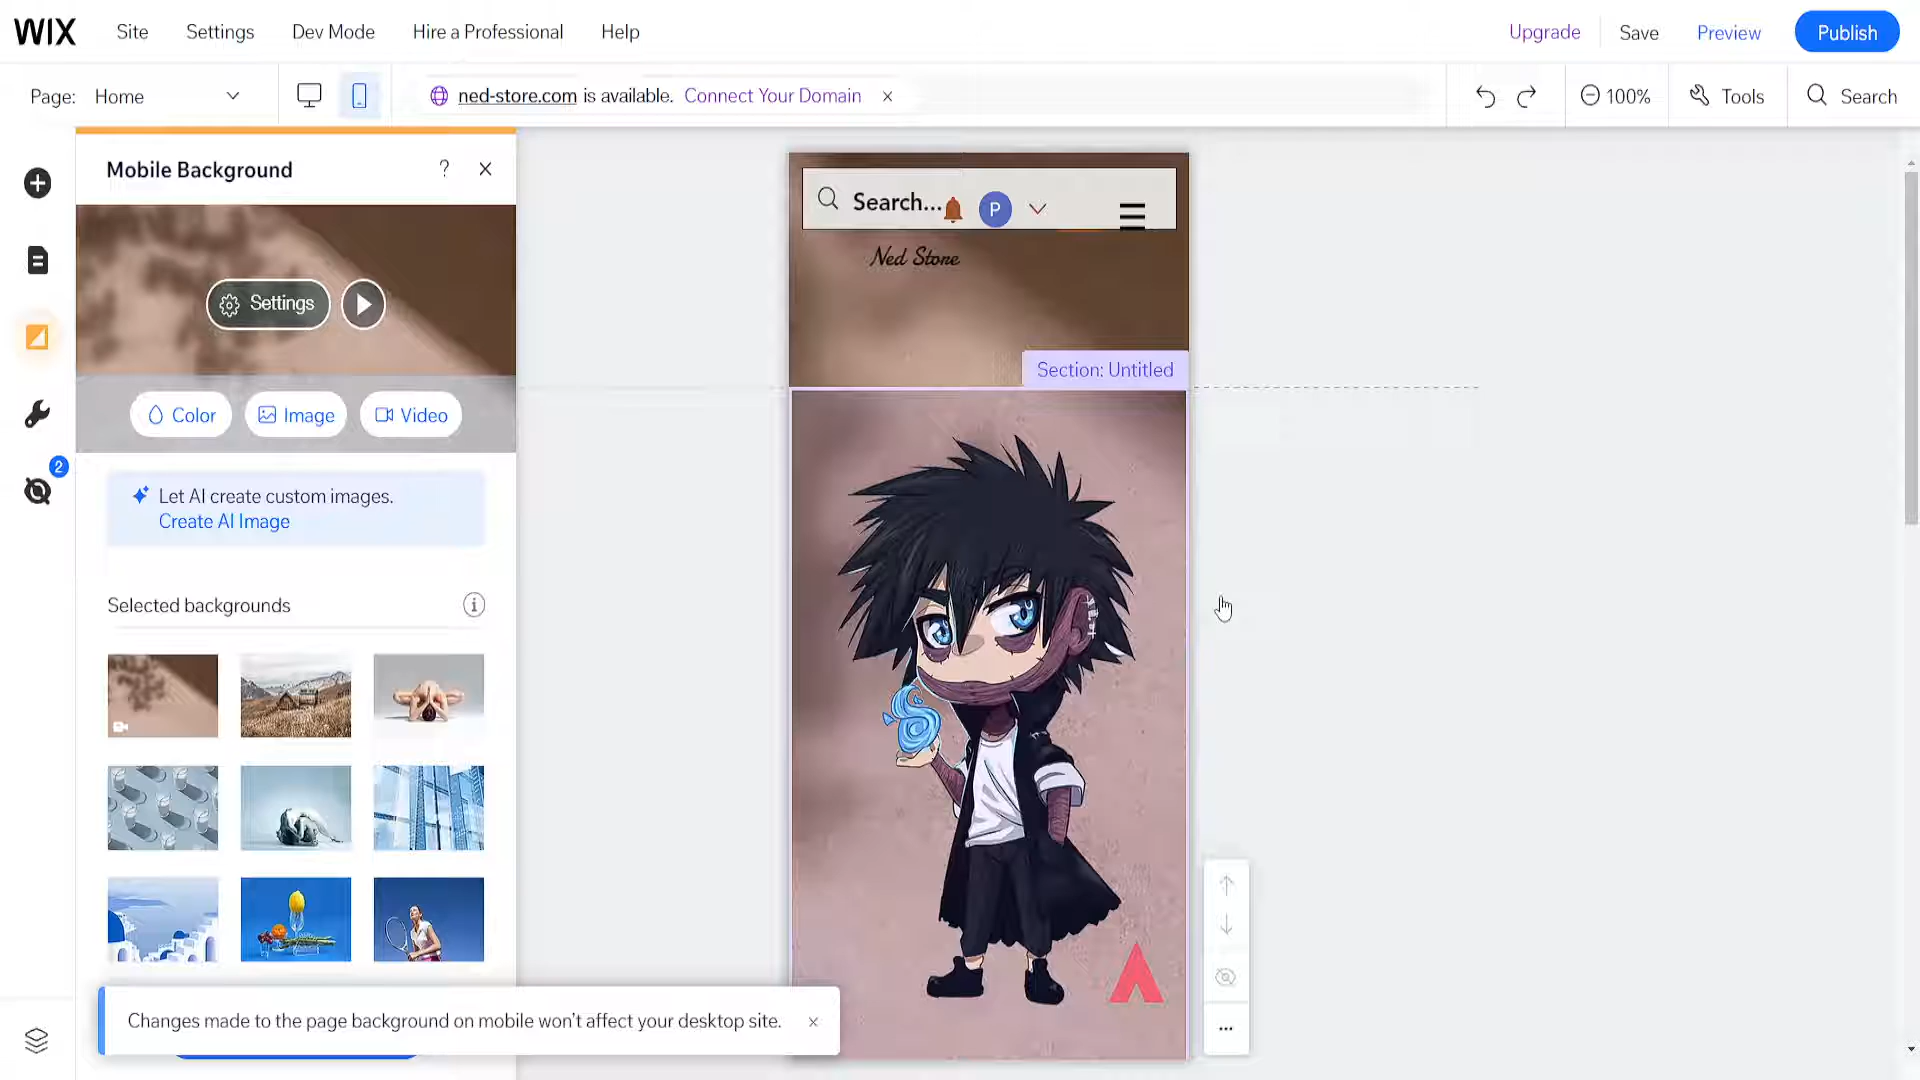 WIX Site Settings Dev Mode Hire a Professional Help Upgrade Save Preview Publish
Page: Home ned-store.com is available. Connect Your Domain 100% Tools Search
Mobile Background ?
Settings
Color Image Video
Let AI create custom images.
Create AI Image
Selected backgrounds
2
Search... P
Ned Store
Section: Untitled
Changes made to the page background on mobile won't affect your desktop site.